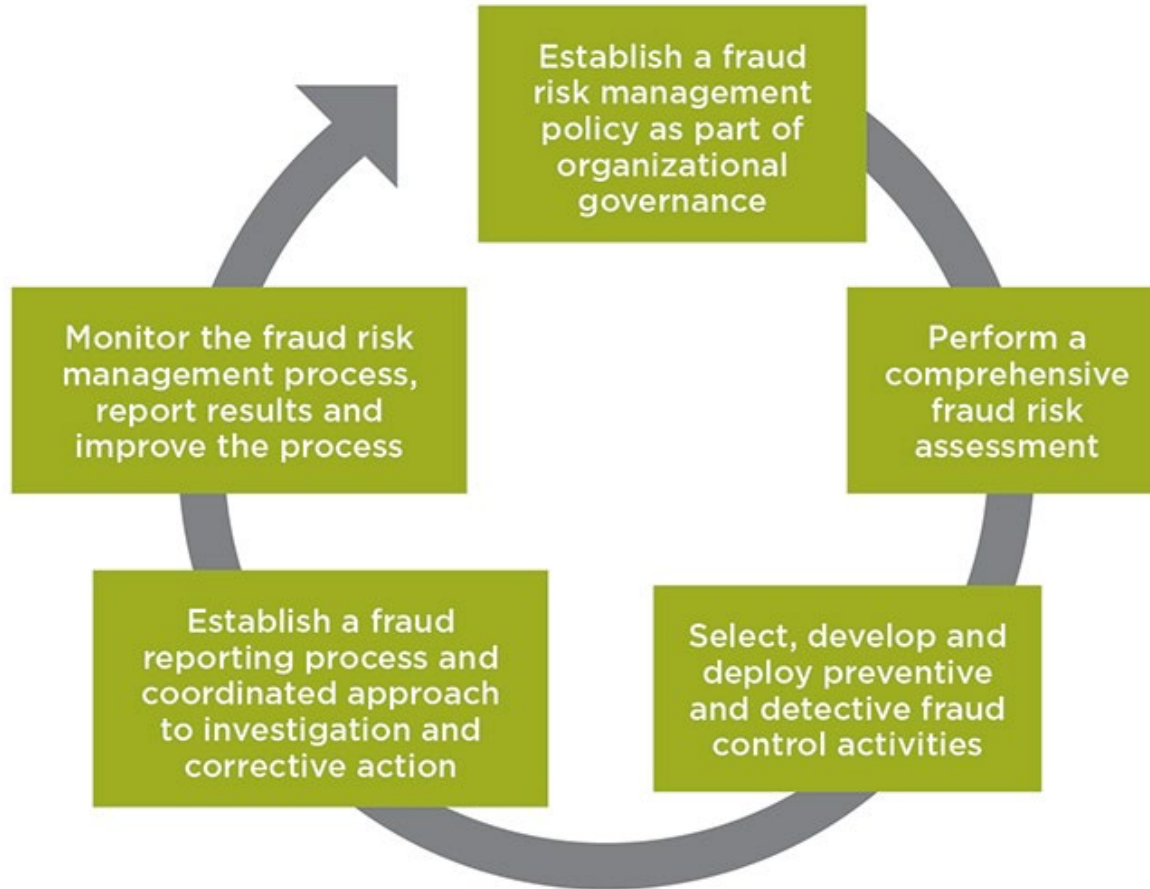 Establish a fraud
risk management
policy as part of
organizational
governance
Perform a
comprehensive
fraud risk
assessment
Select, develop and
deploy preventive
and detective fraud
control activities
Establish a fraud
reporting process and
coordinated approach
to investigation and
corrective action
Monitor the fraud risk
management process,
report results and
improve the process